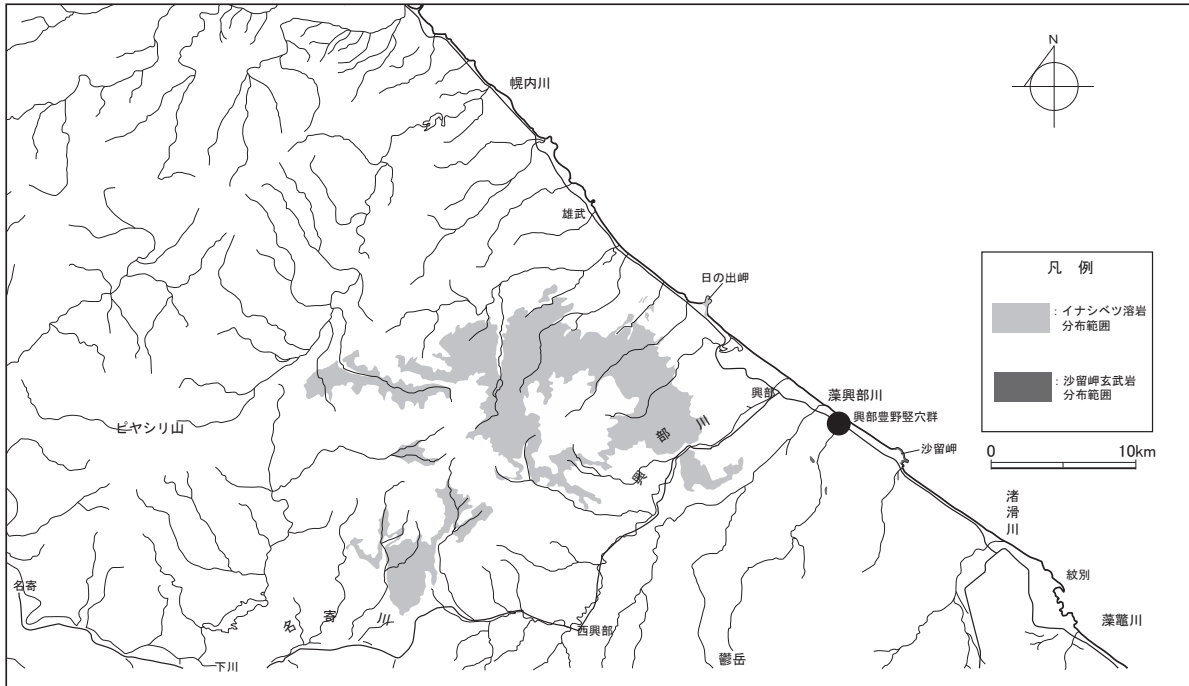 幌内川
N
雄武
日の出岬
凡 例
：イナシベツ溶岩
分布範囲
：沙留岬玄武岩
分布範囲
0 10km
興部
藻興部川
興部豊野竪穴群
興部川
ピヤシリ山
沙留岬
渚滑川
紋別
藻鼈川
名寄
名寄川
西興部
下川
鬱岳